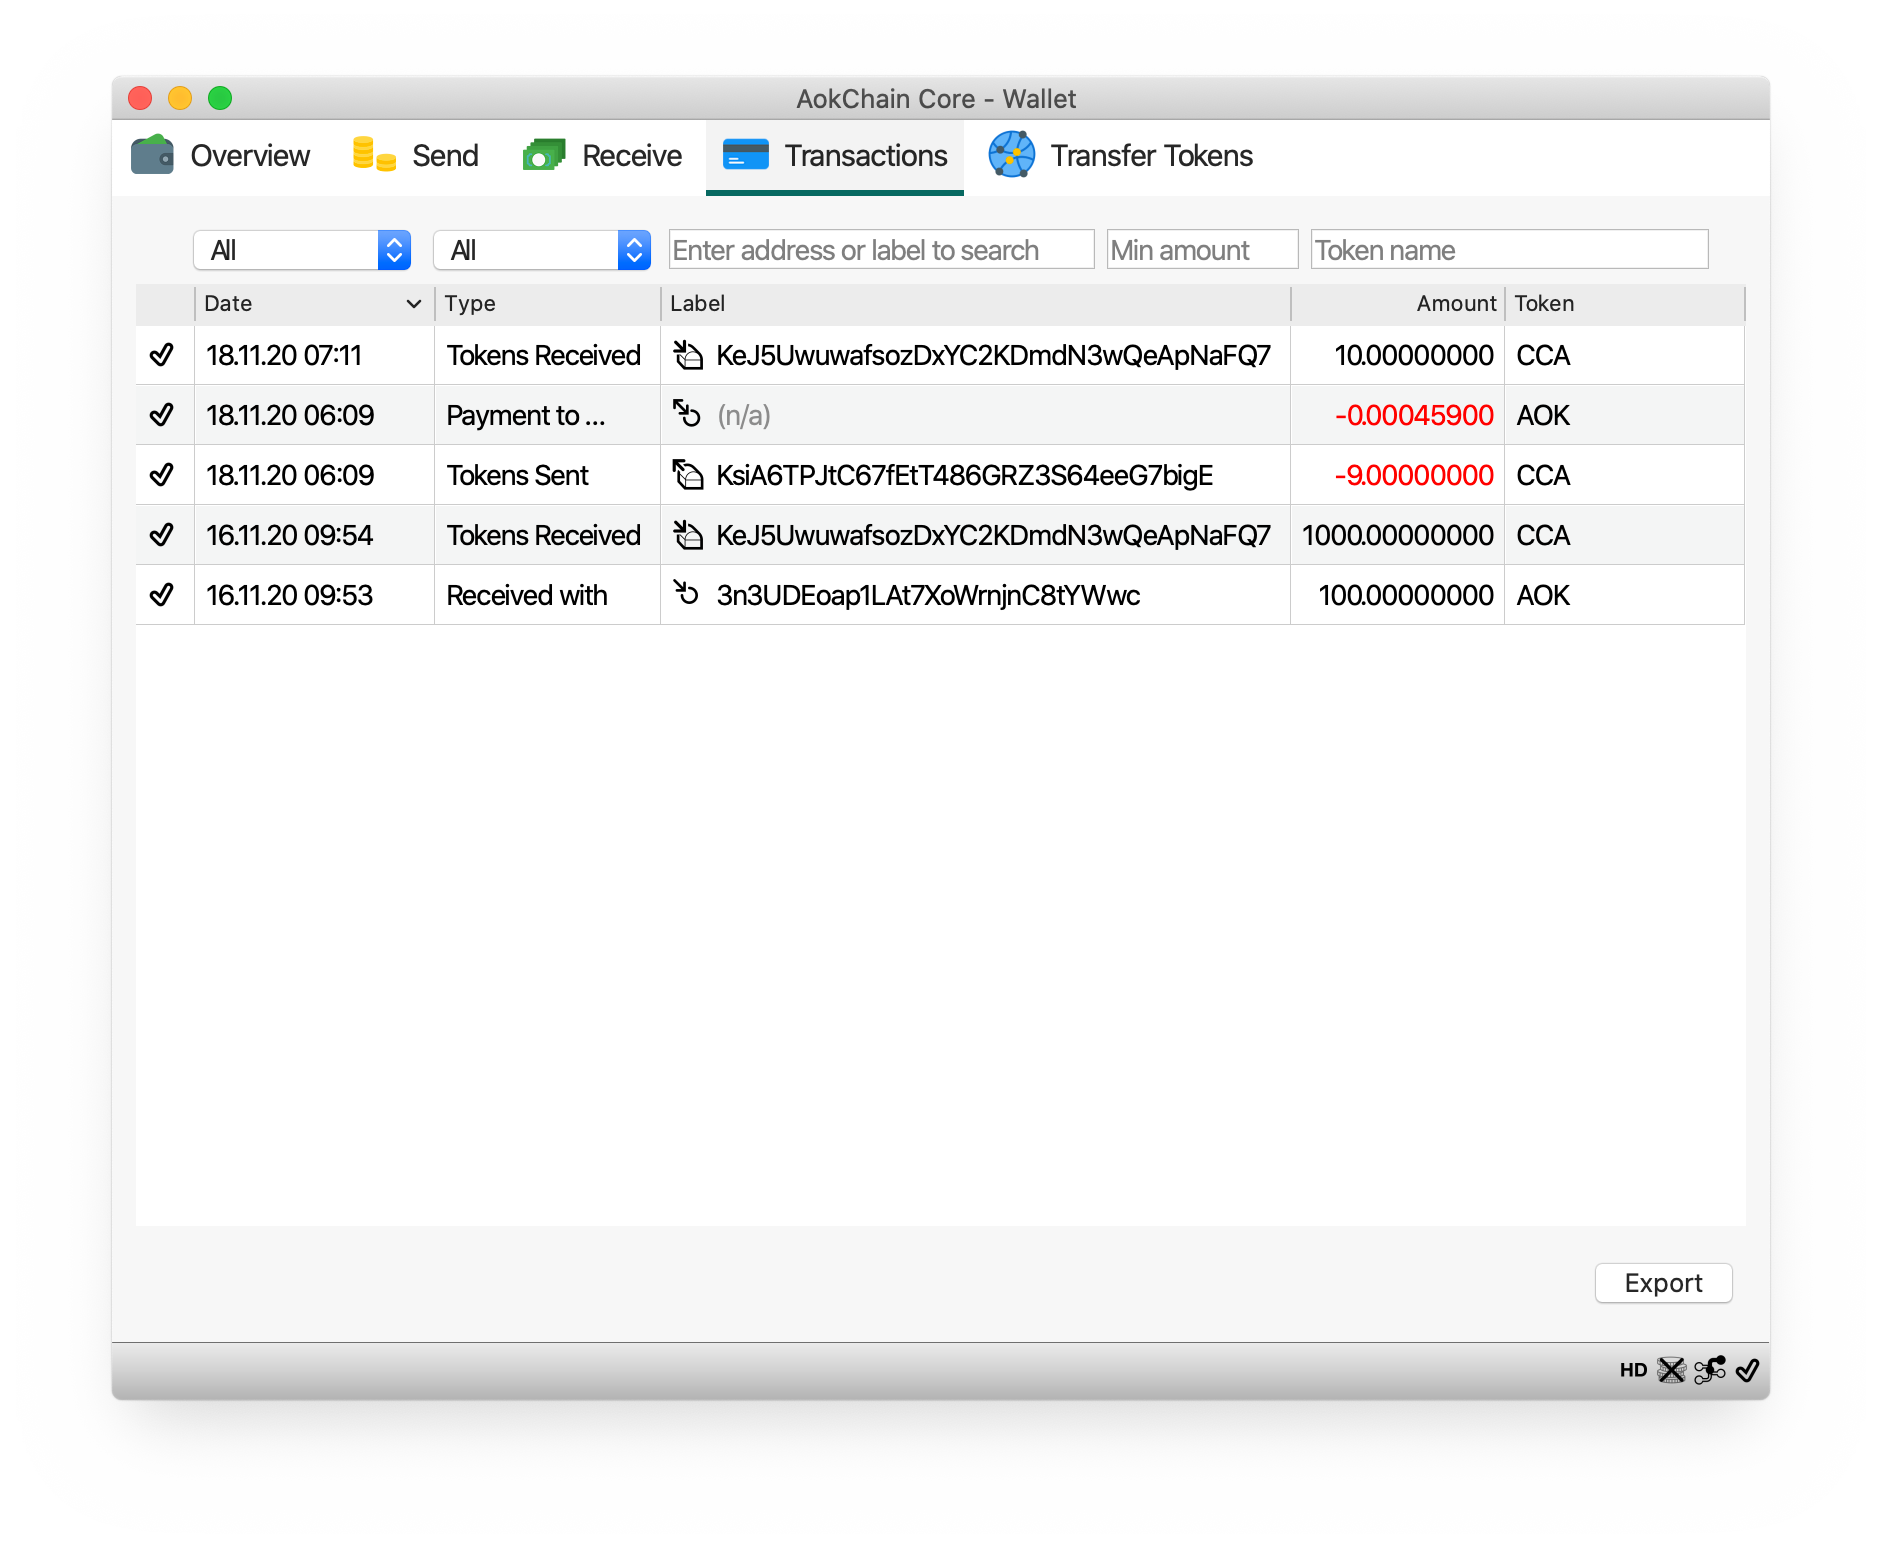 AokChain Core - Wallet
Overview Send Receive Transactions Transfer Tokens
All All Enter address or label to search Min amount Token name
Date Type Label Amount Token
18.11.20 07:11 Tokens Received KeJ5UwuwafsozDxYC2KDmdN3wQeApNaFQ7 10.00000000 CCA
18.11.20 06:09 Payment to ... (n/a) -0.00045900 AOK
18.11.20 06:09 Tokens Sent KsiA6TPJtC67fEtT486GRZ3S64eeG7bigE -9.00000000 CCA
16.11.20 09:54 Tokens Received KeJ5UwuwafsozDxYC2KDmdN3wQeApNaFQ7 1000.00000000 CCA
16.11.20 09:53 Received with 3n3UDEoap1LAt7XoWrnjnC8tYWwc 100.00000000 AOK
Export
HD